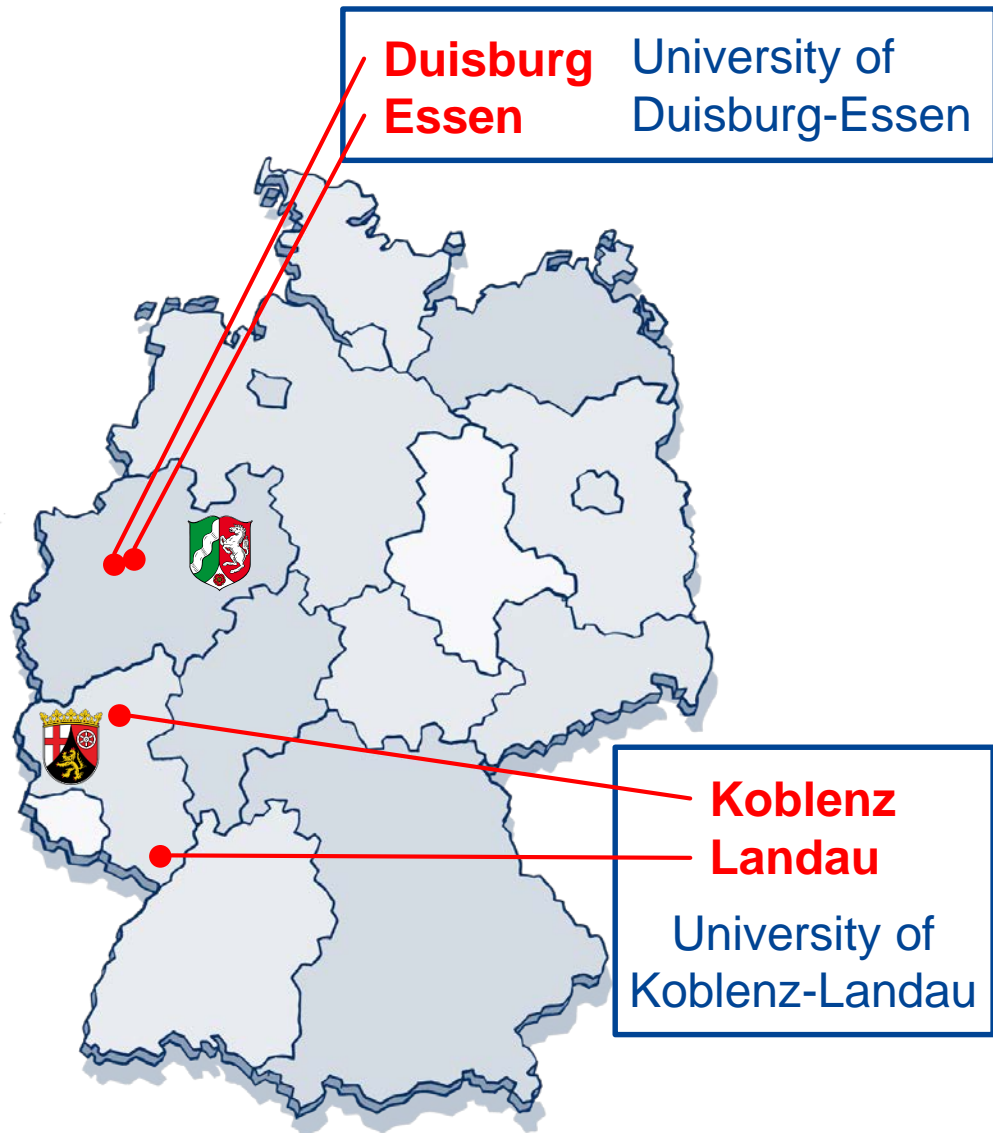 Duisburg University of
Essen Duisburg-Essen
Koblenz
Landau
University of
Koblenz-Landau